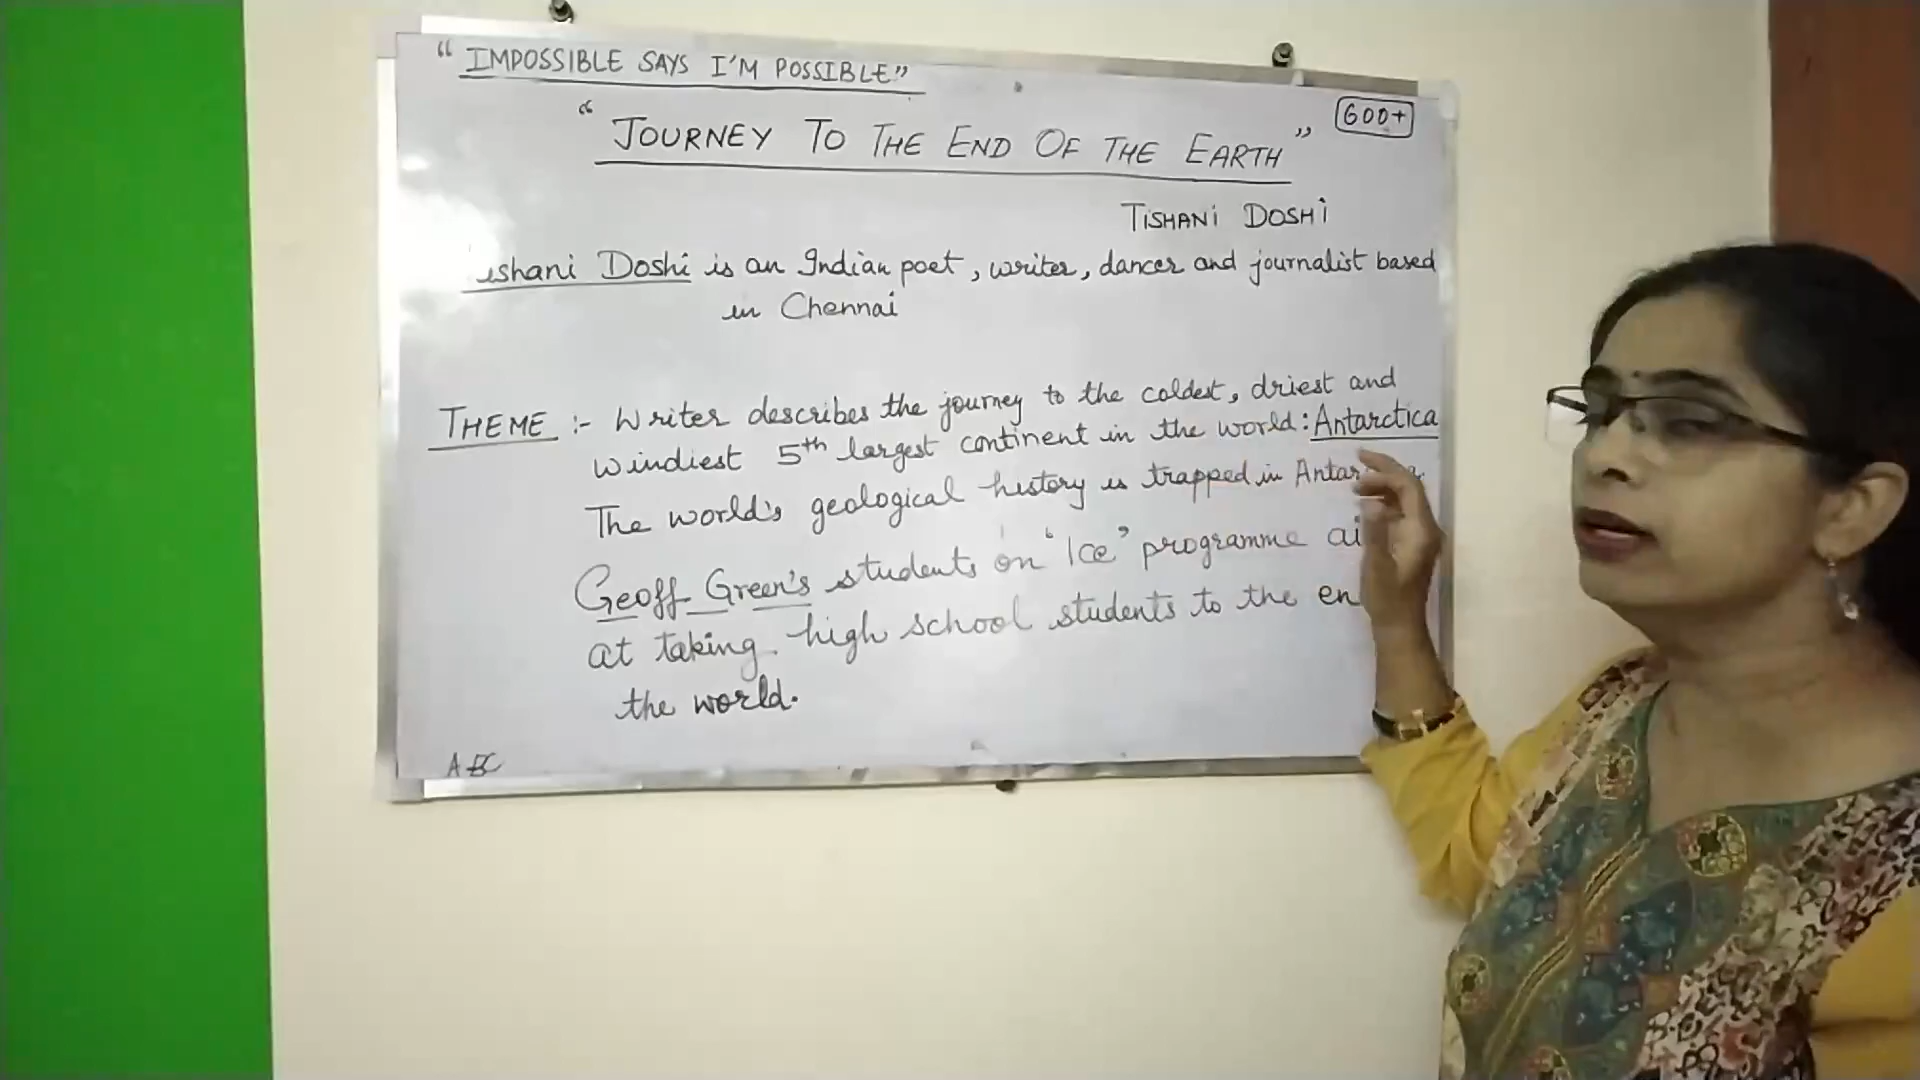 "IMPOSSIBLE SAYS I'M POSSIBLE"
600+
"JOURNEY TO THE END OF THE EARTH"
TISHANI DOSHI
ishani Doshi is an Indian poet, writer, dancer and journalist based
in Chennai
THEME :- Writer describes the journey to the coldest, driest and
windiest 5th largest continent in the world: Antarctica
The world's geological history is trapped in
Geoff Green's students on 'Ice' programme
at taking high school students to the
the world.